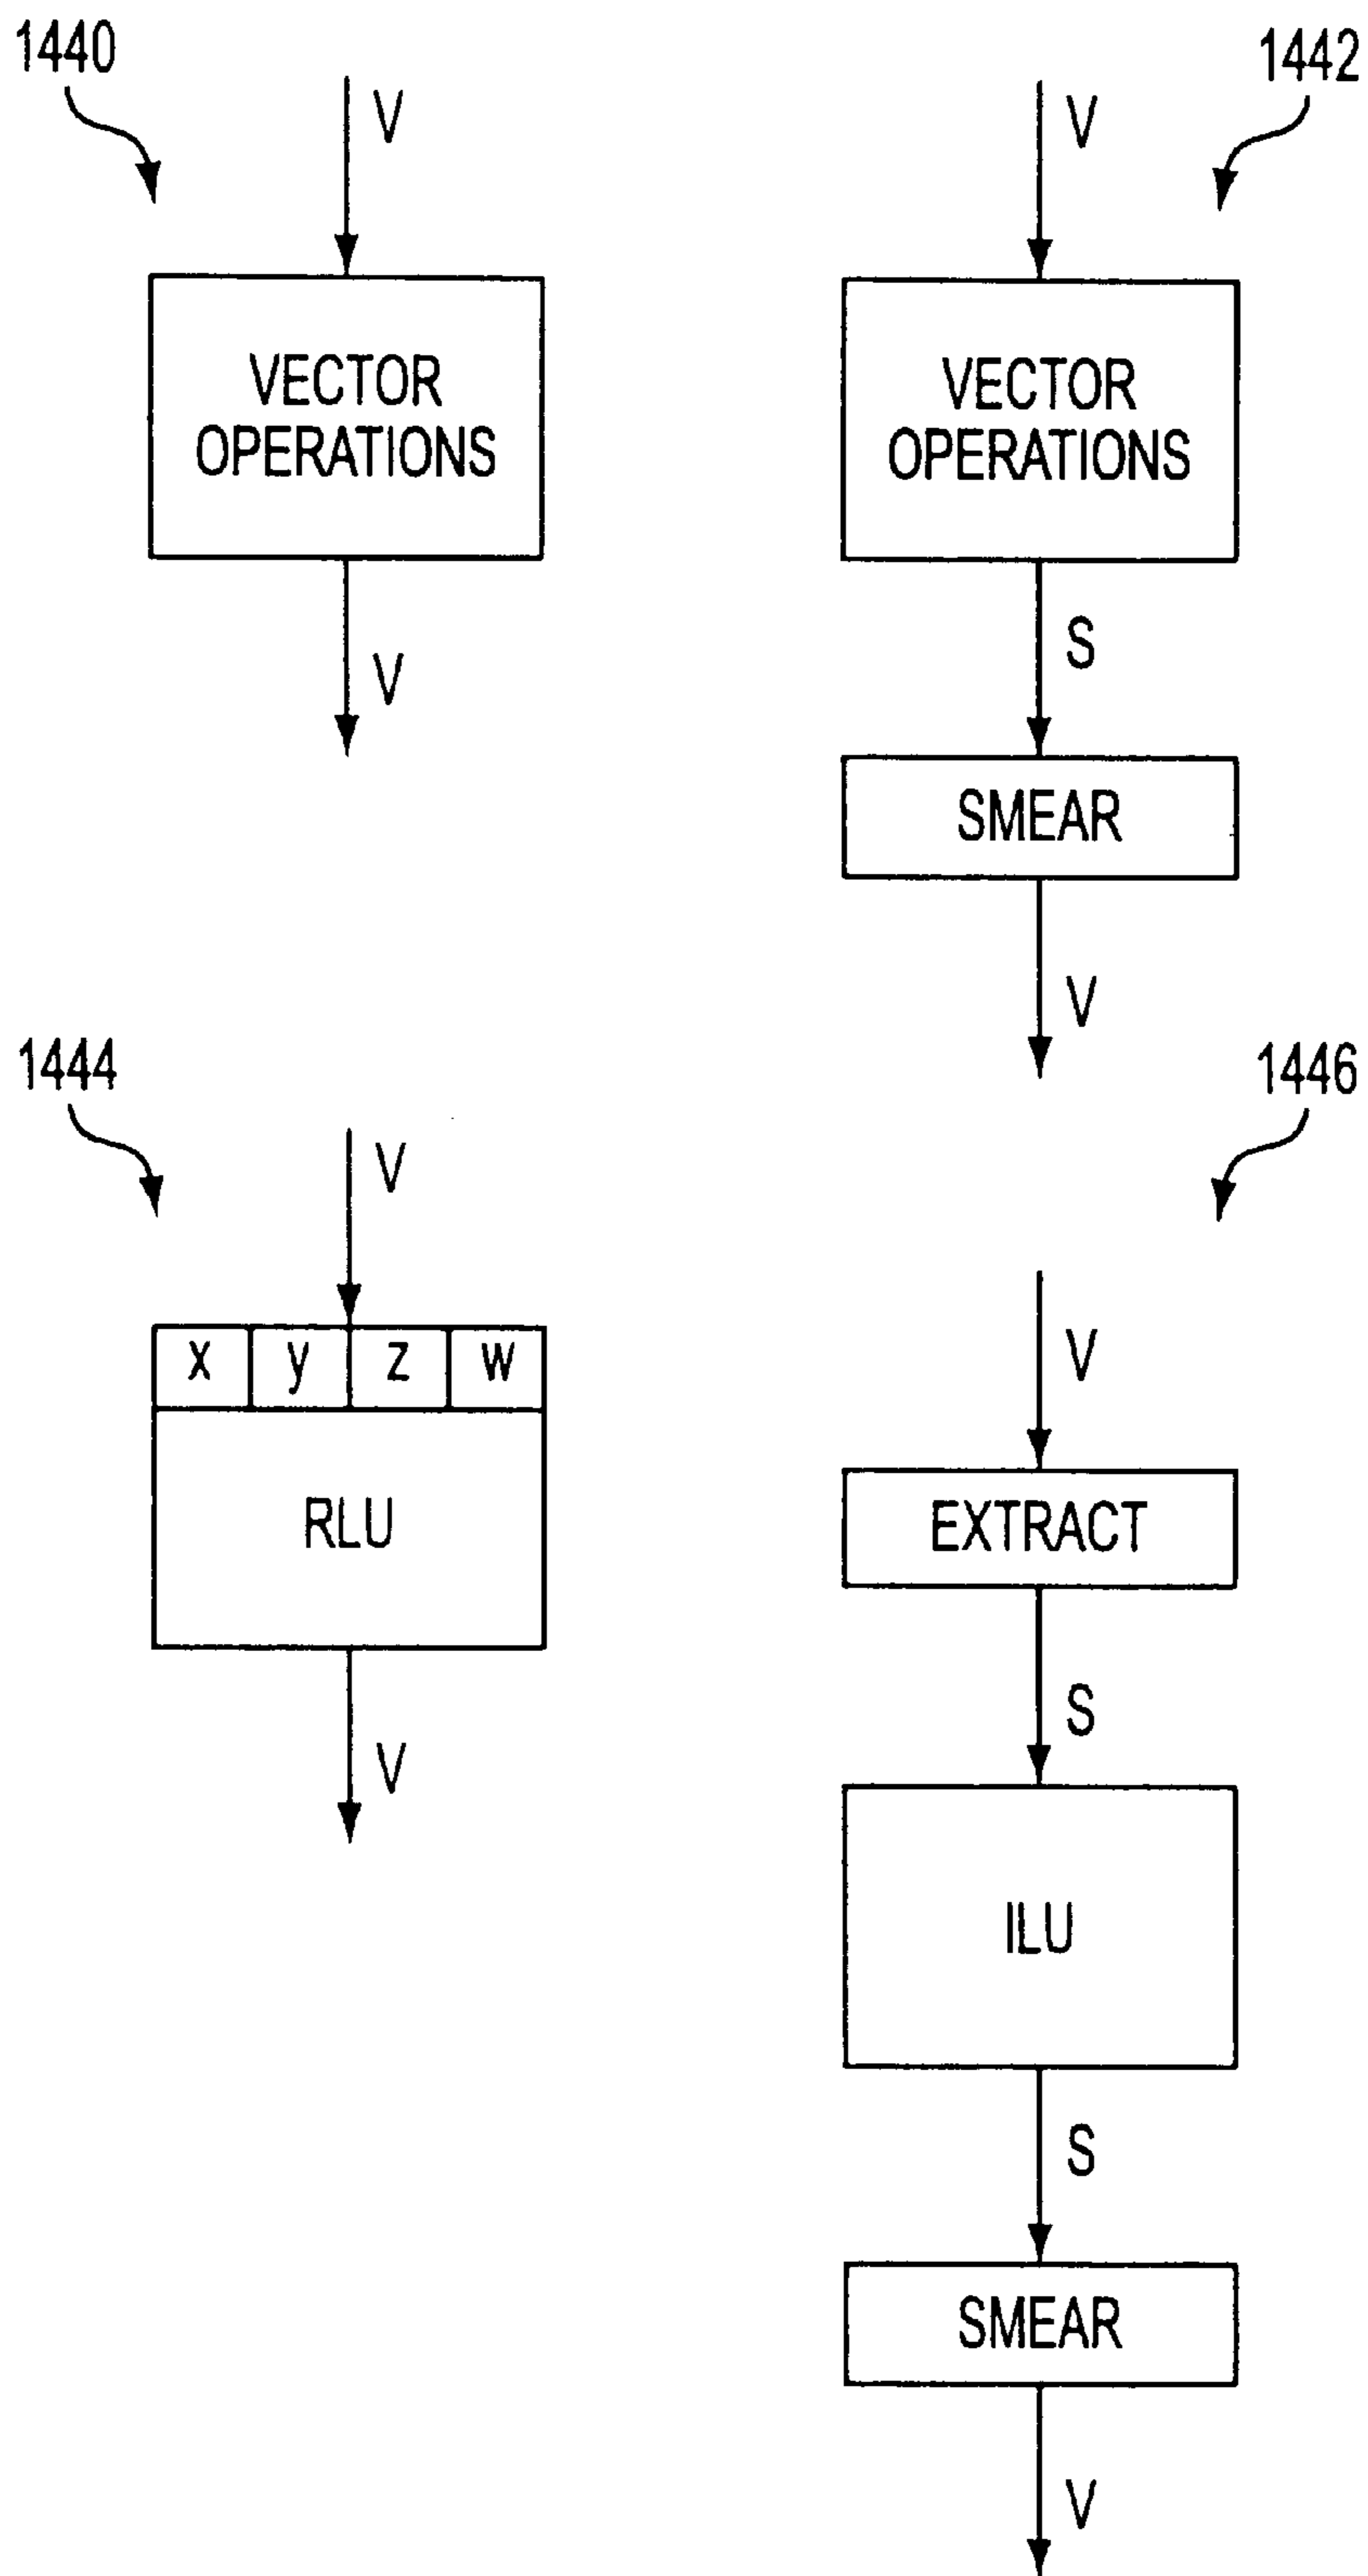 1440
V
VECTOR
OPERATIONS
V
1442
V
VECTOR
OPERATIONS
S
SMEAR
V
1444
V
x y z w
RLU
V
1446
V
EXTRACT
S
ILU
S
SMEAR
V